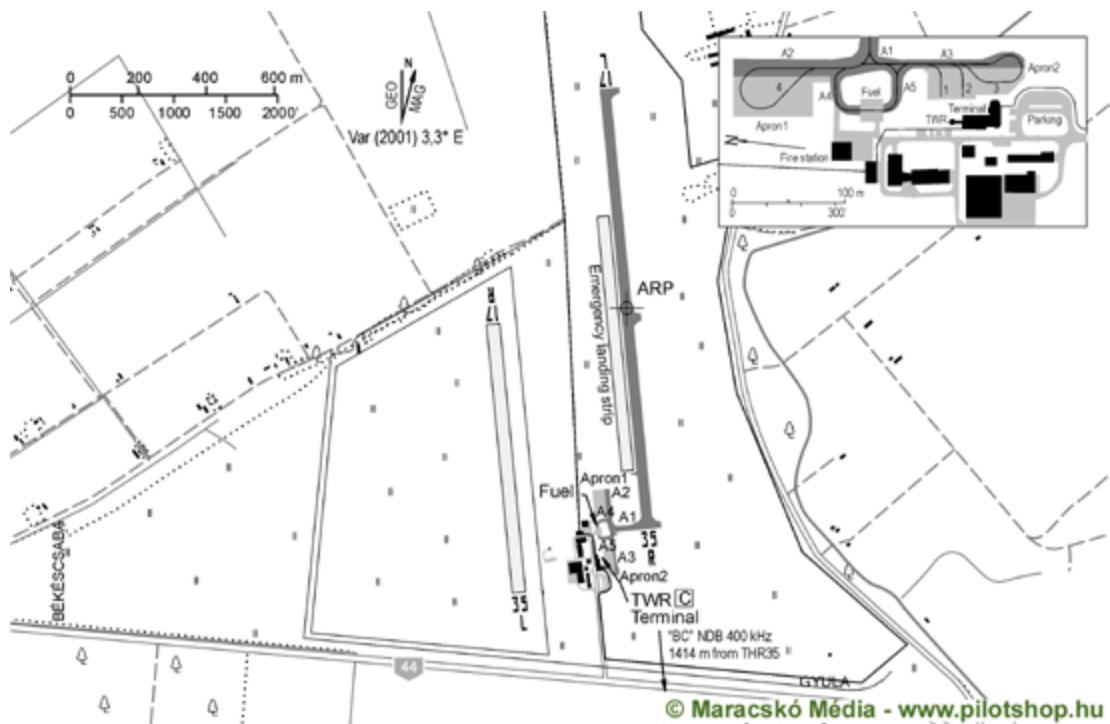 0 200 400 600 m
0 500 1000 1500 2000'
N
GEO
MAG
Var (2001) 3,3° E
17L
ARP
Emergency landing strip
17
R
Apron1
Fuel
A2
A4
A1
35
R
A5
A3
Apron2
35
L
TWR C
Terminal
"BC" NDB 400 kHz
1414 m from THR35
BÉKÉSCSABA
44
GYULA
A2
A1
A3
Apron2
4
A4
Fuel
A5
1
2
3
Terminal
TWR
Parking
Apron1
N
Fire station
0 100 m
0 300'
© Maracskó Média - www.pilotshop.hu